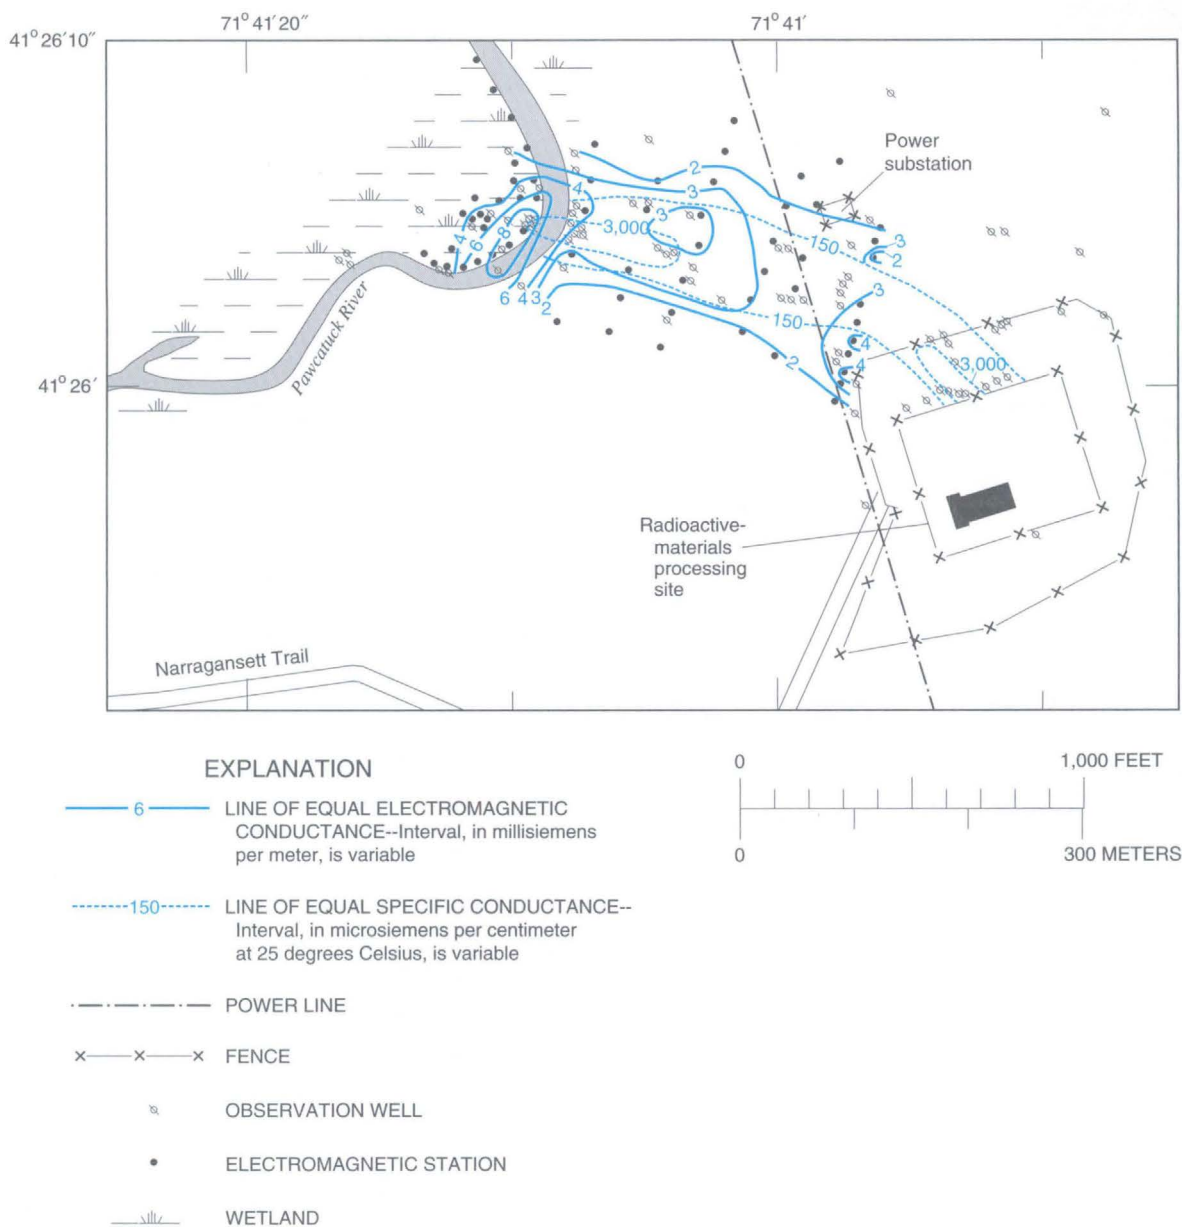 71° 41′ 20″
71° 41′
41° 26′ 10″
Power
substation
2
4
3
6
8
3,000
3
4
150
3
2
6 4 3
2
3
Pawcatuck River
150
4
2
4
3,000
41° 26′
Radioactive-
materials
processing
site
Narragansett Trail
EXPLANATION
0 1,000 FEET
0 300 METERS
6 LINE OF EQUAL ELECTROMAGNETIC
CONDUCTANCE--Interval, in millisiemens
per meter, is variable
150 LINE OF EQUAL SPECIFIC CONDUCTANCE--
Interval, in microsiemens per centimeter
at 25 degrees Celsius, is variable
POWER LINE
FENCE
OBSERVATION WELL
ELECTROMAGNETIC STATION
WETLAND